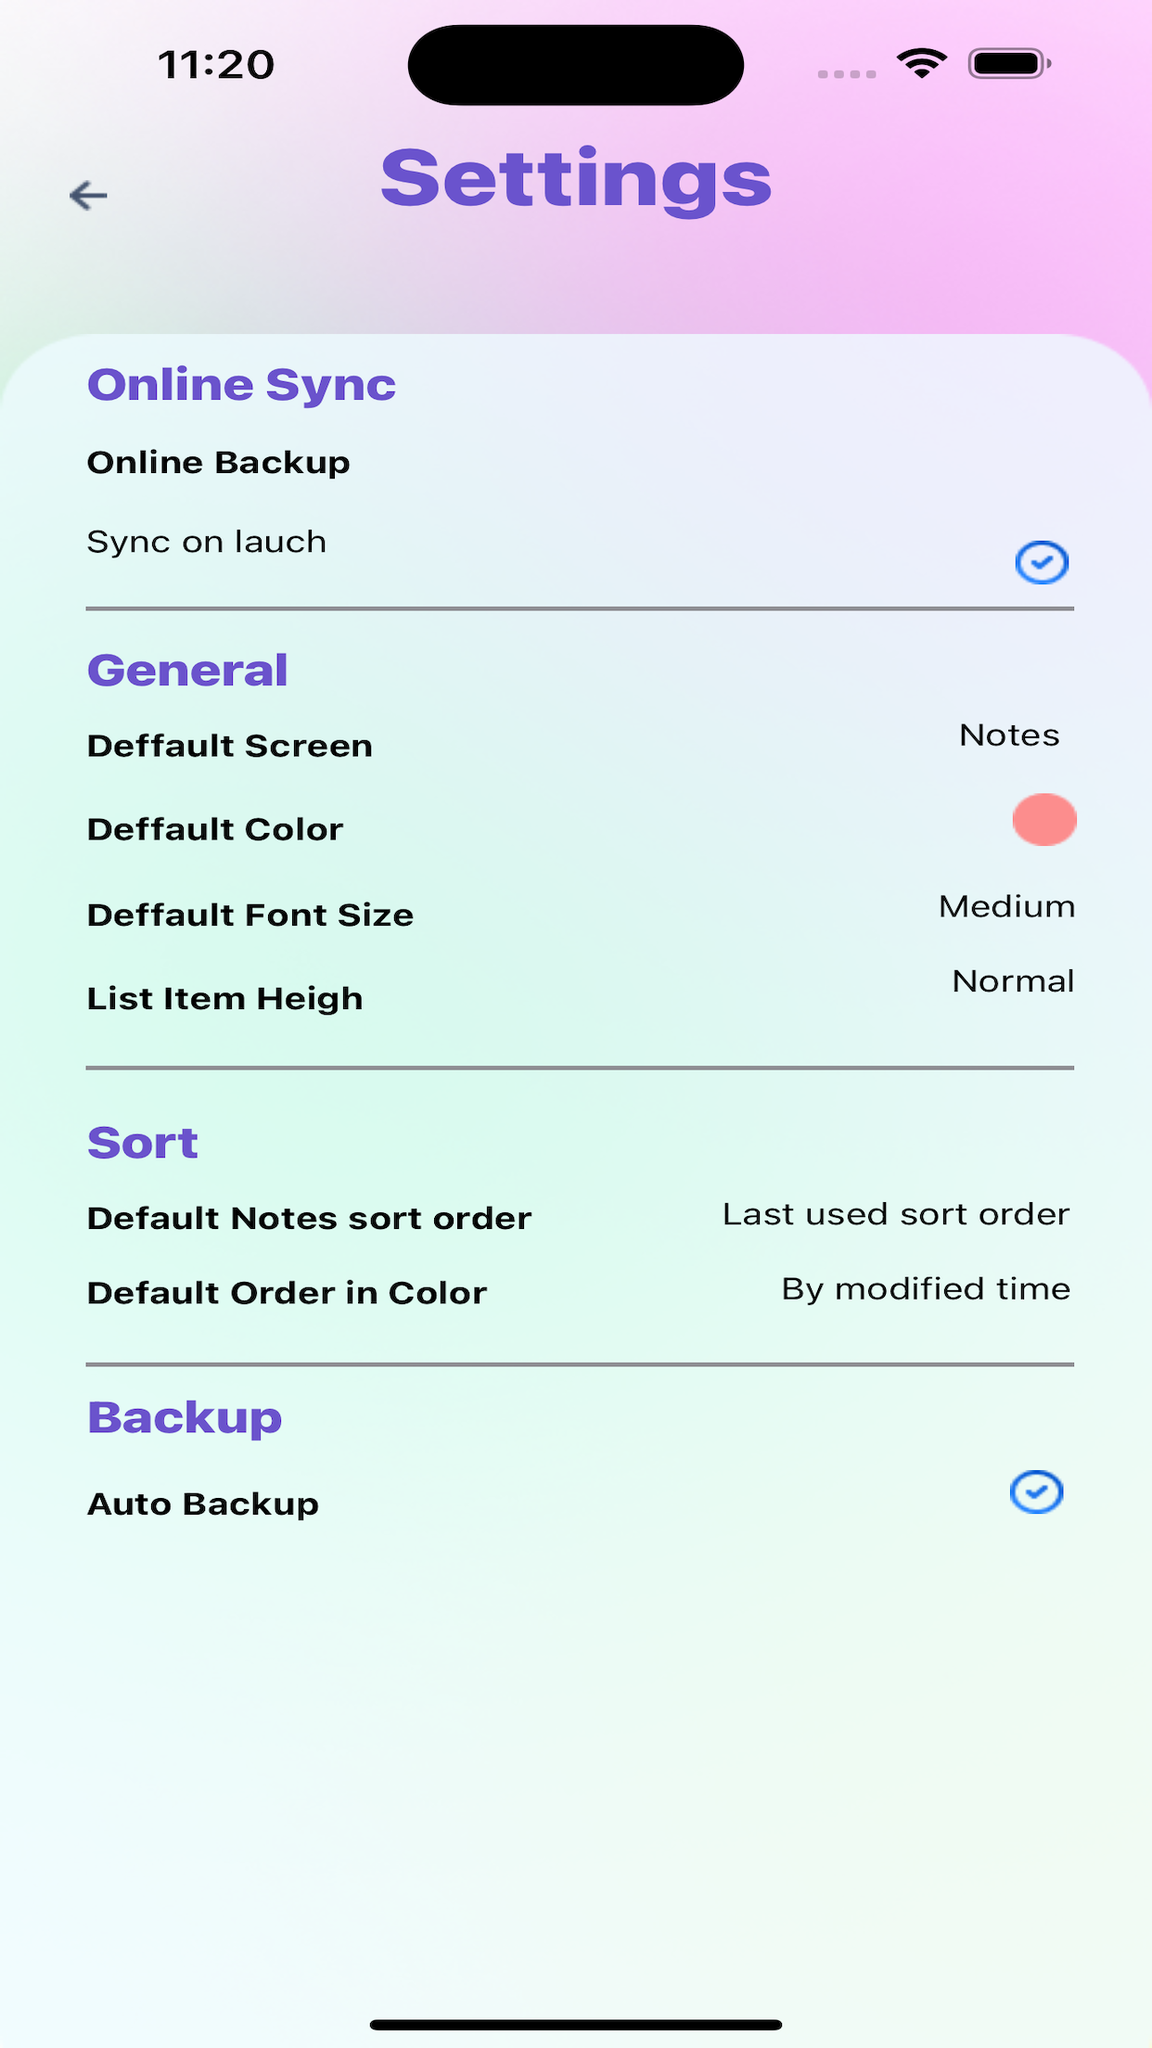 11:20
Settings
Online Sync
Online Backup
Sync on lauch
General
Deffault Screen
Notes
Deffault Color
Deffault Font Size
Medium
List Item Heigh
Normal
Sort
Default Notes sort order
Last used sort order
Default Order in Color
By modified time
Backup
Auto Backup